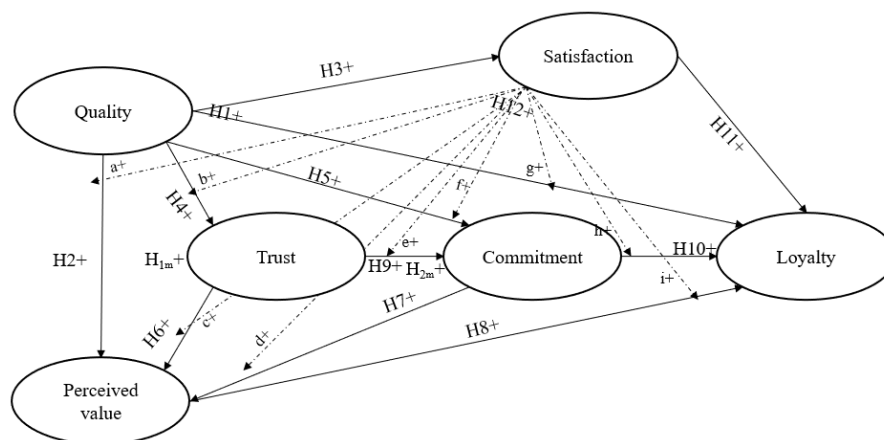 Satisfaction
H3+
Quality
H1+
H12+
H11+
a+
b+
g+
H5+
f+
H4+
h+
e+
H2+
H1m+
Trust
H9+
H2m+
Commitment
H10+
Loyalty
i+
H7+
c+
H6+
H8+
d+
Perceived
value